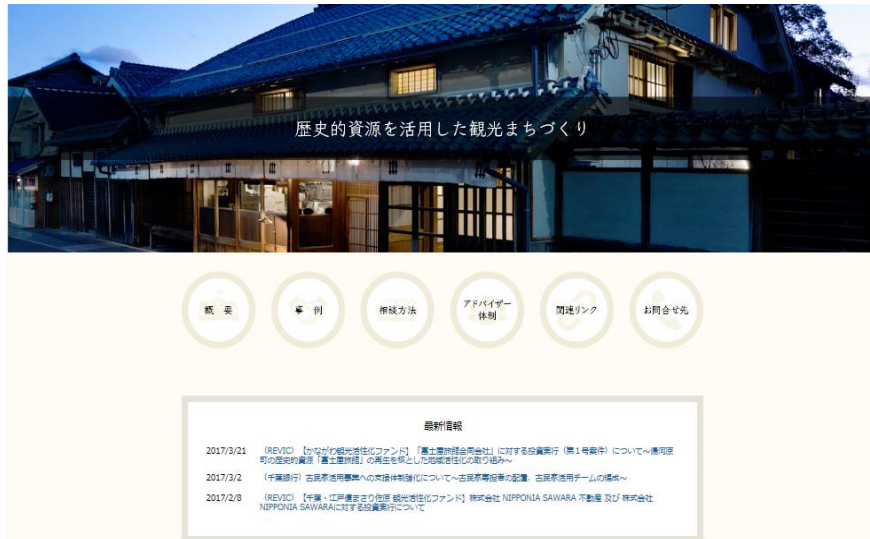 歴史的資源を活用した観光まちづくり
概 要
事 例
相談方法
アドバイザー
体制
関連リンク
お問合せ先
最新情報
2017/3/21 (REVIC)【かながわ観光活性化ファンド】「富士屋旅館合同会社」に対する投資実行(第1号案件)について~湯河原
町の歴史的資源「富士屋旅館」の再生を核とした地域活性化の取り組み~
2017/3/2 (千葉銀行)古民家活用事業への支援体制強化について~古民家専担者の配置、古民家活用チームの編成~
2017/2/8 (REVIC)【千葉・江戸優まさり佐原 観光活性化ファンド】株式会社 NIPPONIA SAWARA 不動産 及び 株式会社
NIPPONIA SAWARAに対する投資実行について